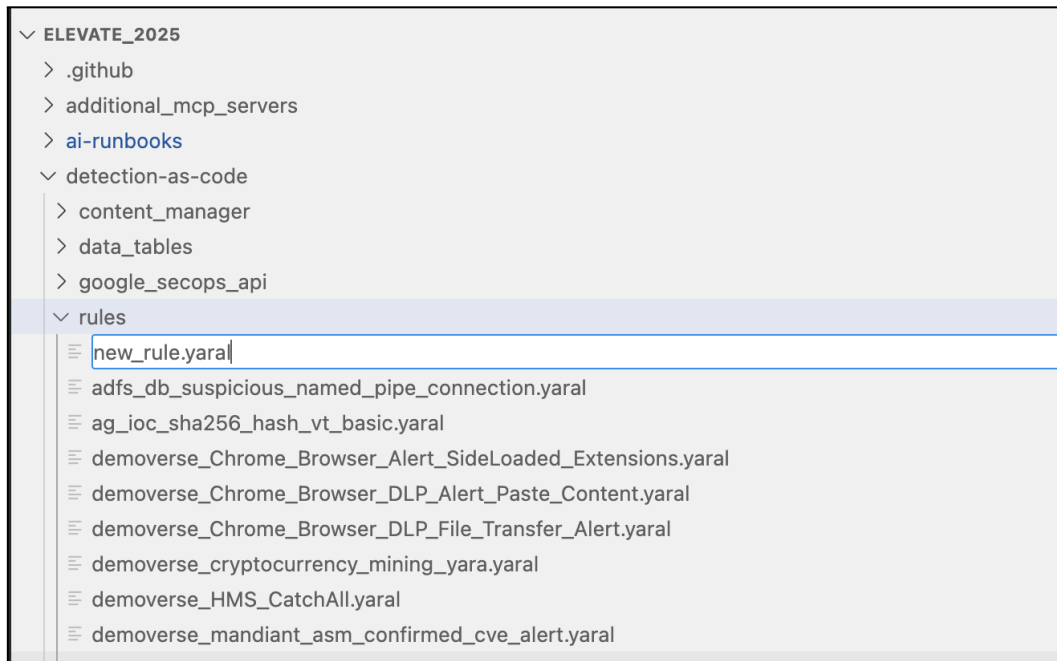 ELEVATE_2025
.github
additional_mcp_servers
ai-runbooks
detection-as-code
content_manager
data_tables
google_secops_api
rules
new_rule.yaral
adfs_db_suspicious_named_pipe_connection.yaral
ag_ioc_sha256_hash_vt_basic.yaral
demoverse_Chrome_Browser_Alert_SideLoaded_Extensions.yaral
demoverse_Chrome_Browser_DLP_Alert_Paste_Content.yaral
demoverse_Chrome_Browser_DLP_File_Transfer_Alert.yaral
demoverse_cryptocurrency_mining_yara.yaral
demoverse_HMS_CatchAll.yaral
demoverse_mandiant_asm_confirmed_cve_alert.yaral